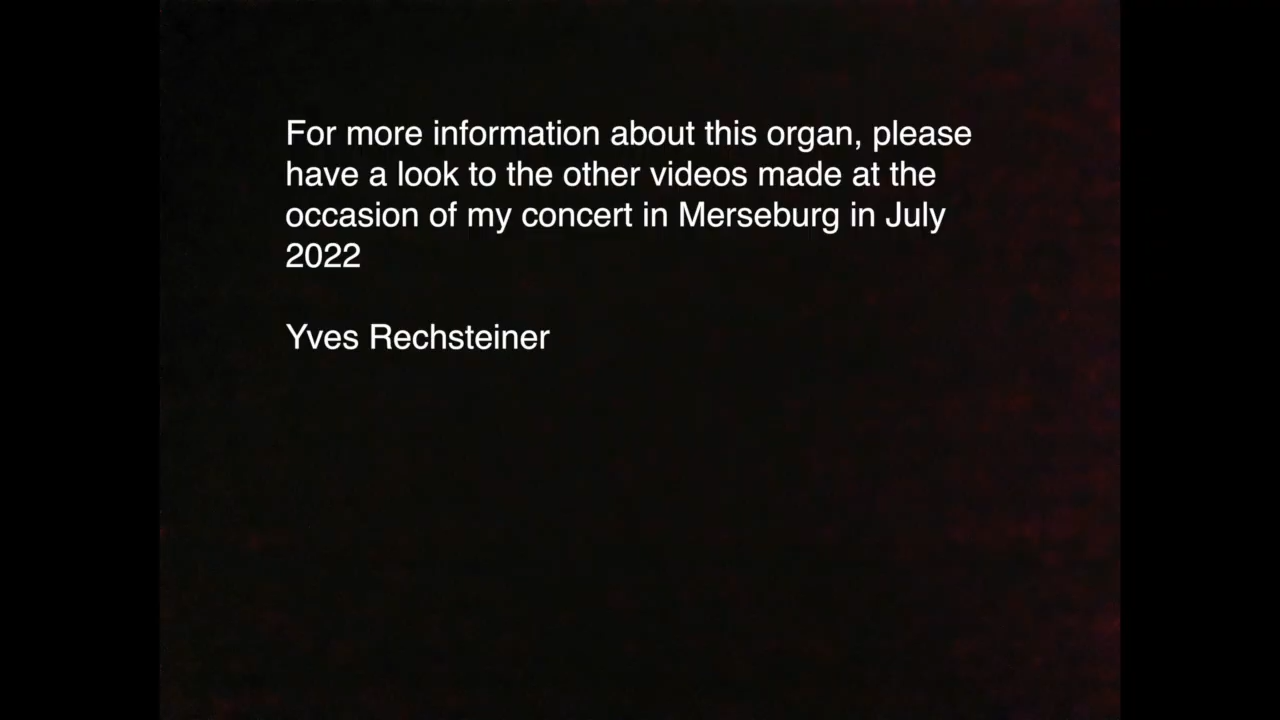 For more information about this organ, please
have a look to the other videos made at the
occasion of my concert in Merseburg in July
2022
Yves Rechsteiner